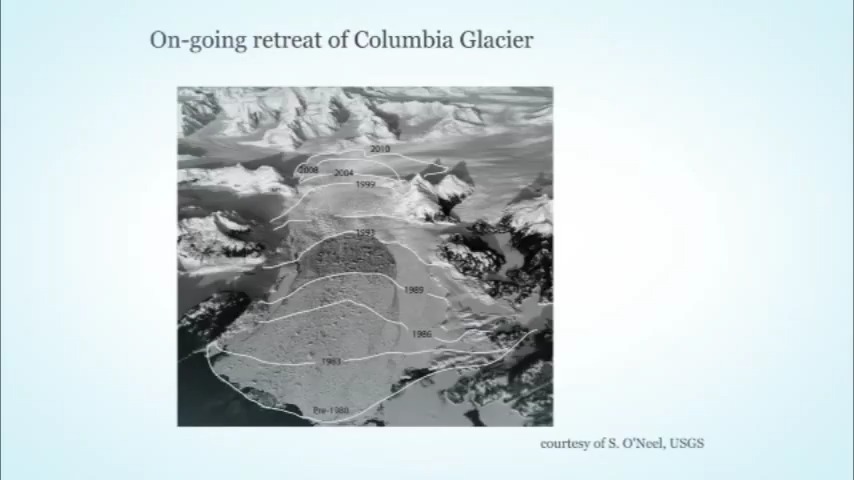 On-going retreat of Columbia Glacier
2010
2008
2004
1999
1993
1989
1986
1983
Pre-1980
courtesy of S. O'Neel, USGS